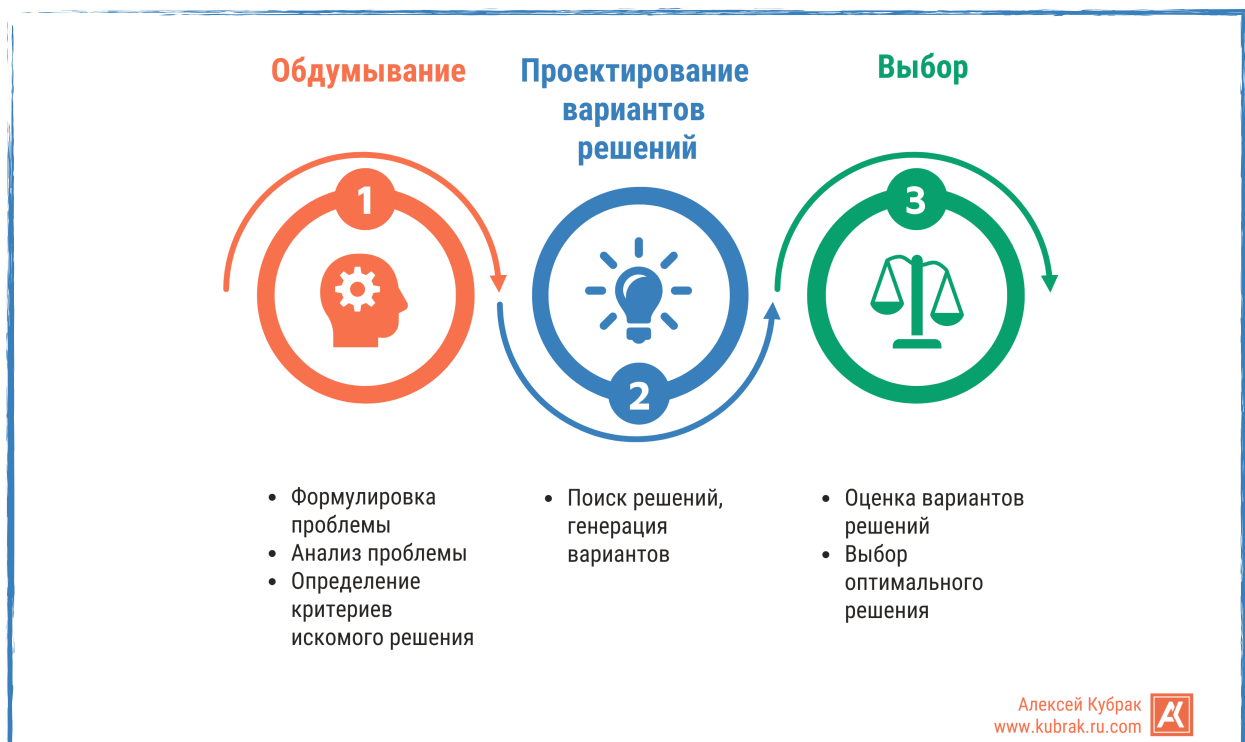 Обдумывание
Проектирование
вариантов
решений
Выбор
1
2
3
• Формулировка
проблемы
• Анализ проблемы
• Определение
критериев
искомого решения
• Поиск решений,
генерация
вариантов
• Оценка вариантов
решений
• Выбор
оптимального
решения
Алексей Кубрак
www.kubrak.ru.com
AK